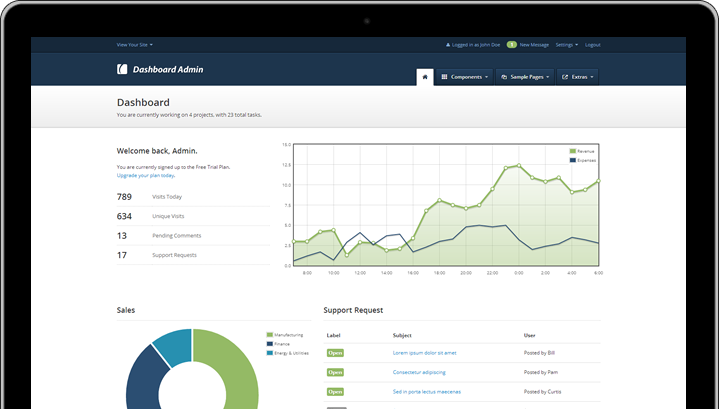 View Your Site
Logged in as John Doe
1
New Message
Settings
Logout
Dashboard Admin
Components
Sample Pages
Extras
Dashboard
You are currently working on 4 projects, with 23 total tasks.
Welcome back, Admin.
You are currently signed up to the Free Trial Plan.
Upgrade your plan today.
789 Visits Today
634 Unique Visits
13 Pending Comments
17 Support Requests
15.0
12.5
10.0
7.5
5.0
2.5
0.0
Revenue
Expenses
8:00 10:00 12:00 14:00 16:00 18:00 20:00 22:00 0:00 2:00 4:00 6:00
Sales
Manufacturing
Finance
Energy & Utilities
Support Request
Label Subject User
Open Lorem ipsum dolor sit amet Posted by Bill
Open Consectetur adipiscing Posted by Pam
Open Sed in porta lectus maecenas Posted by Curtis